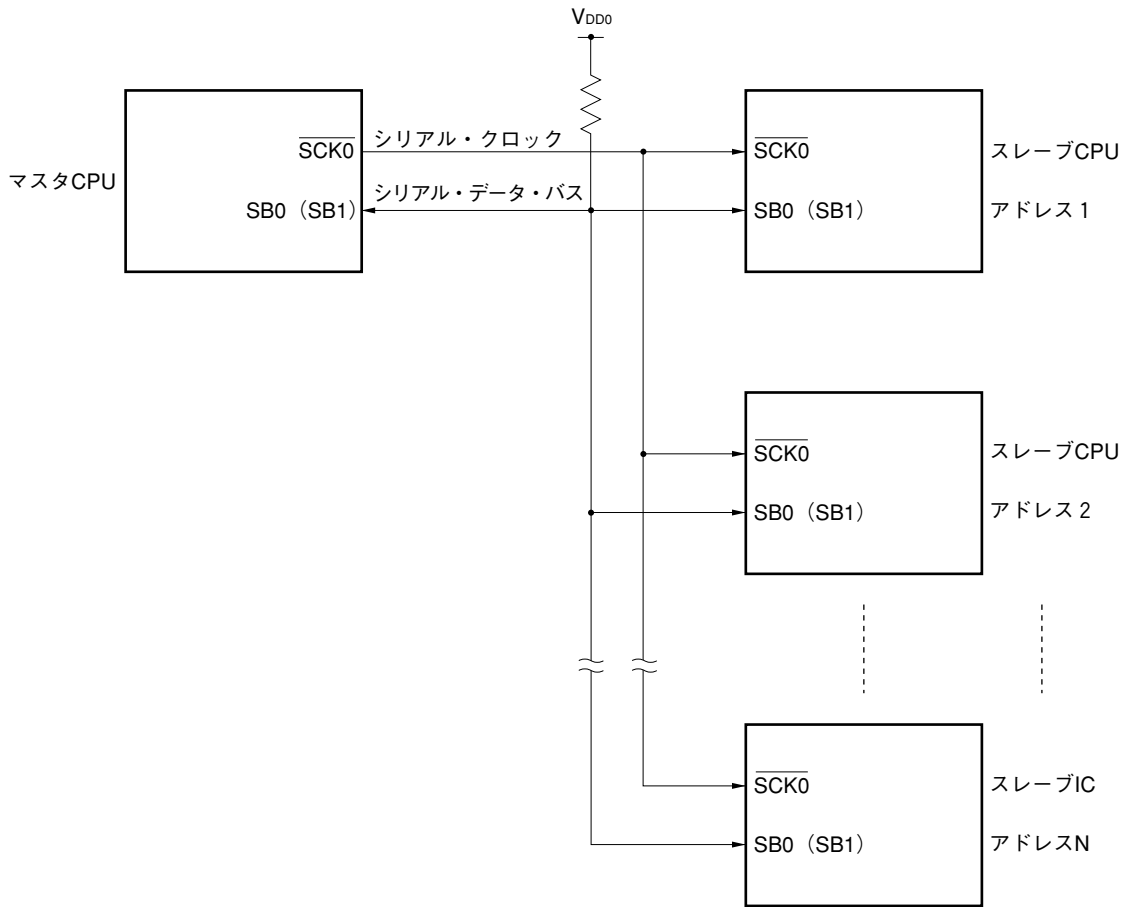 VDD0
マスタCPU
SCK0
シリアル・クロック
SB0（SB1）
シリアル・データ・バス
SCK0
スレーブCPU
SB0（SB1）
アドレス1
SCK0
スレーブCPU
SB0（SB1）
アドレス2
SCK0
スレーブIC
SB0（SB1）
アドレスN